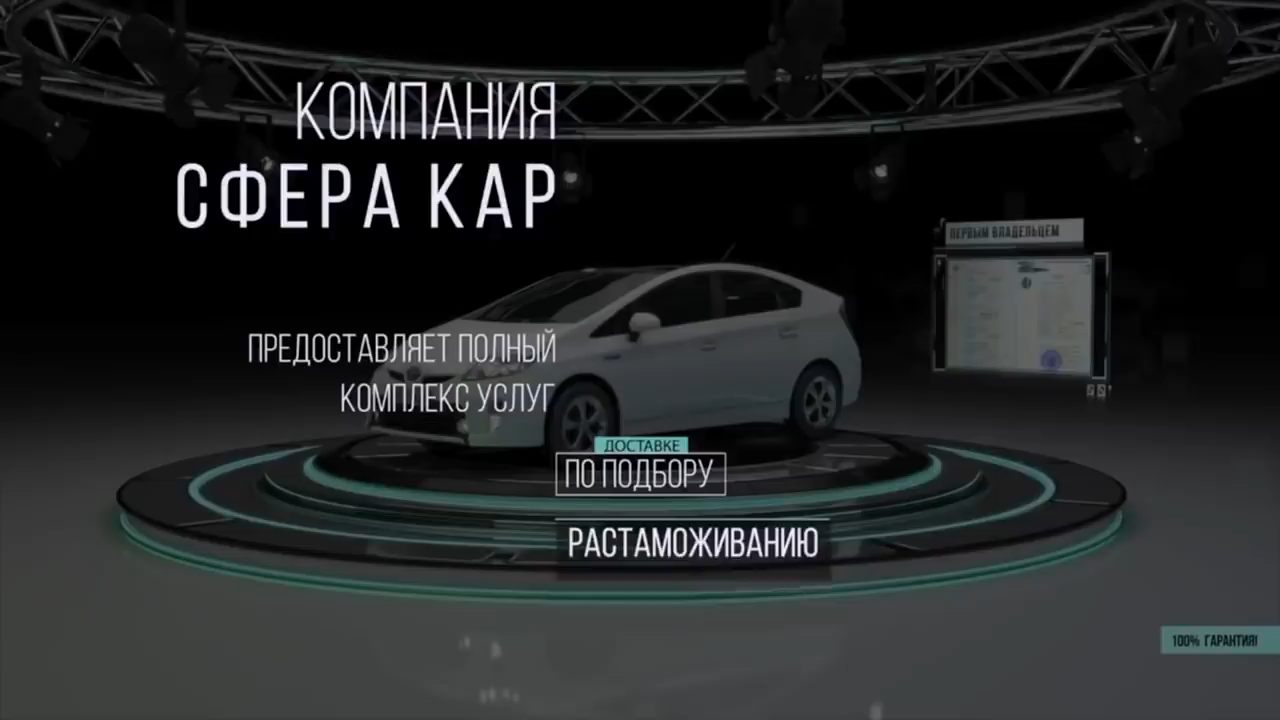 КОМПАНИЯ
СФЕРА КАР
ПЕРВЫМ ВЛАДЕЛЬЦЕМ
ПРЕДОСТАВЛЯЕТ ПОЛНЫЙ
КОМПЛЕКС УСЛУГ
ДОСТАВКЕ
ПО ПОДБОРУ
РАСТАМОЖИВАНИЮ
100% ГАРАНТИЯ!